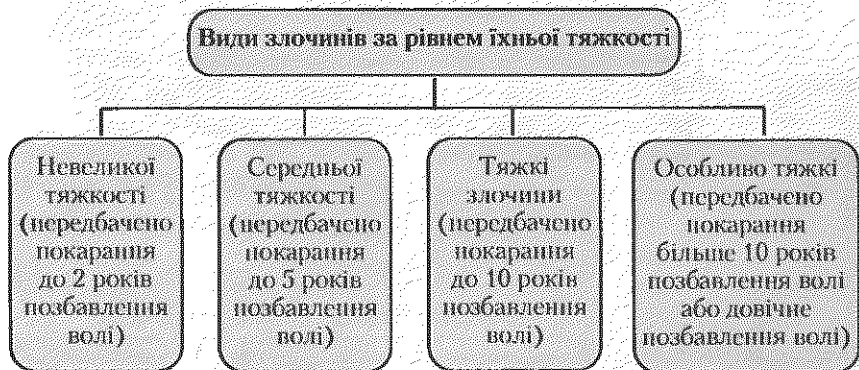 Види злочинів за рівнем їхньої тяжкості
Невеликої
тяжкості
(передбачено
покарання
до 2 років
позбавлення
волі)
Середньої
тяжкості
(передбачено
покарання
до 5 років
позбавлення
волі)
Тяжкі
злочини
(передбачено
покарання
до 10 років
позбавлення
волі)
Особливо тяжкі
(передбачено
покарання
більше 10 років
позбавлення волі
або довічне
позбавлення волі)